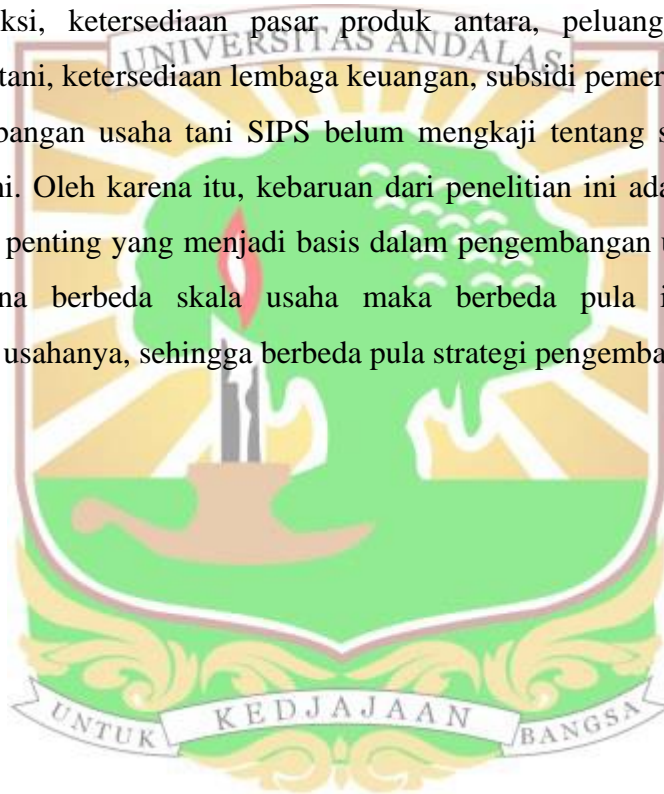 ksi, ketersediaan pasar produk antara, peluang
UNIVERSITAS ANDALAS
tani, ketersediaan lembaga keuangan, subsidi pemer
bangan usaha tani SIPS belum mengkaji tentang s
ni. Oleh karena itu, kebaruan dari penelitian ini ada
penting yang menjadi basis dalam pengembangan u
na berbeda skala usaha maka berbeda pula i
usahanya, sehingga berbeda pula strategi pengemba
UNTUK KEDJAJAAN BANGSA